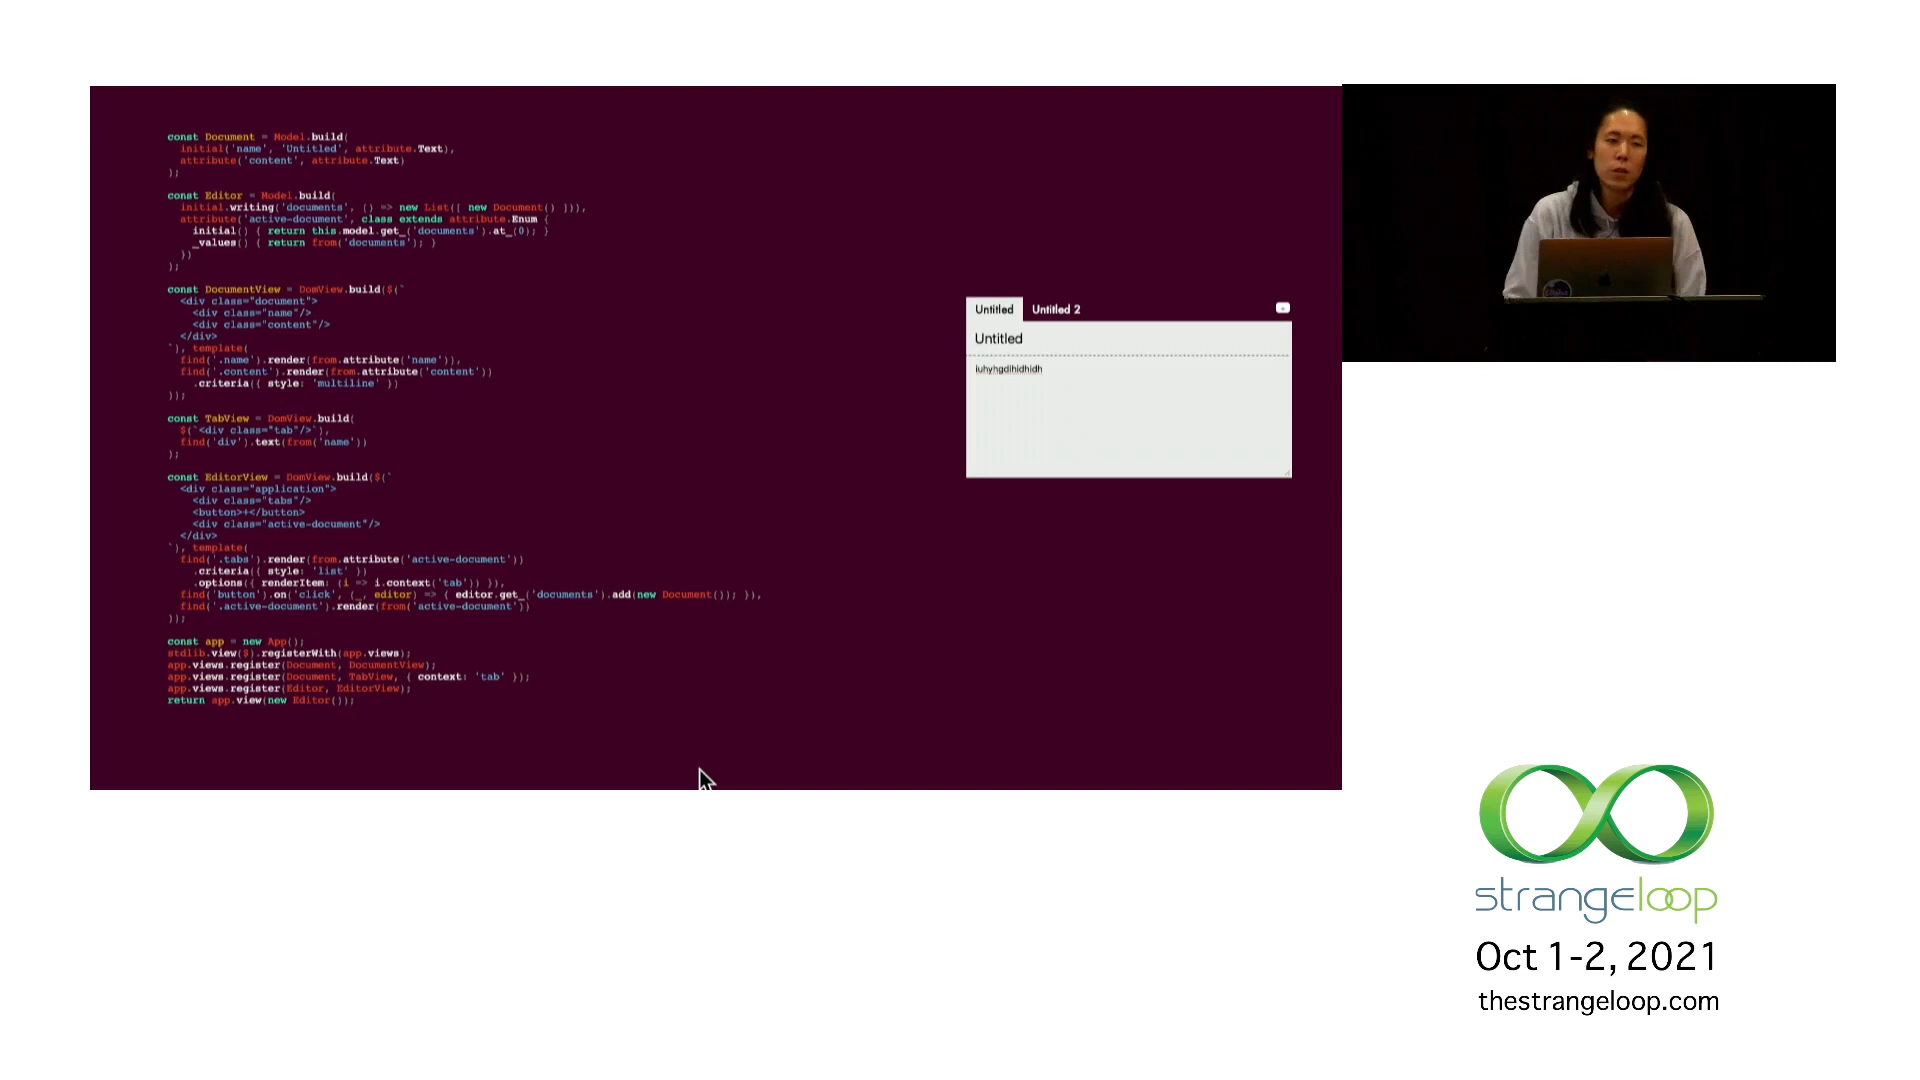 const Document = Model.build(
initial('name', 'Untitled', attribute.Text),
attribute('content', attribute.Text)
);
const Editor = Model.build(
initial.writing('documents', () => new List([ new Document() ])),
attribute('active-document', class extends attribute.Enum {
initial() { return this.model.get_('documents').at_(0); }
_values() { return from('documents'); }
})
);
const DocumentView = DomView.build($(`
<div class="document">
<div class="name"/>
<div class="content"/>
</div>
`), template(
find('.name').render(from.attribute('name')),
find('.content').render(from.attribute('content'))
.criteria({ style: 'multiline' })
));
const TabView = DomView.build(
$(`<div class="tab"/>`),
find('div').text(from('name'))
);
const EditorView = DomView.build($(`
<div class="application">
<div class="tabs"/>
<button>+</button>
<div class="active-document"/>
</div>
`), template(
find('.tabs').render(from.attribute('active-document'))
.criteria({ style: 'list' })
.options({ renderItem: (i => i.context('tab')) }),
find('button').on('click', (_, editor) => { editor.get_('documents').add(new Document()); }),
find('.active-document').render(from('active-document'))
));
const app = new App();
stdlib.view($).registerWith(app.views);
app.views.register(Document, DocumentView);
app.views.register(Document, TabView, { context: 'tab' });
app.views.register(Editor, EditorView);
return app.view(new Editor());
Untitled Untitled 2
Untitled
iuhyhgdihidhidh
strangeloop
Oct 1-2, 2021
thestrangeloop.com